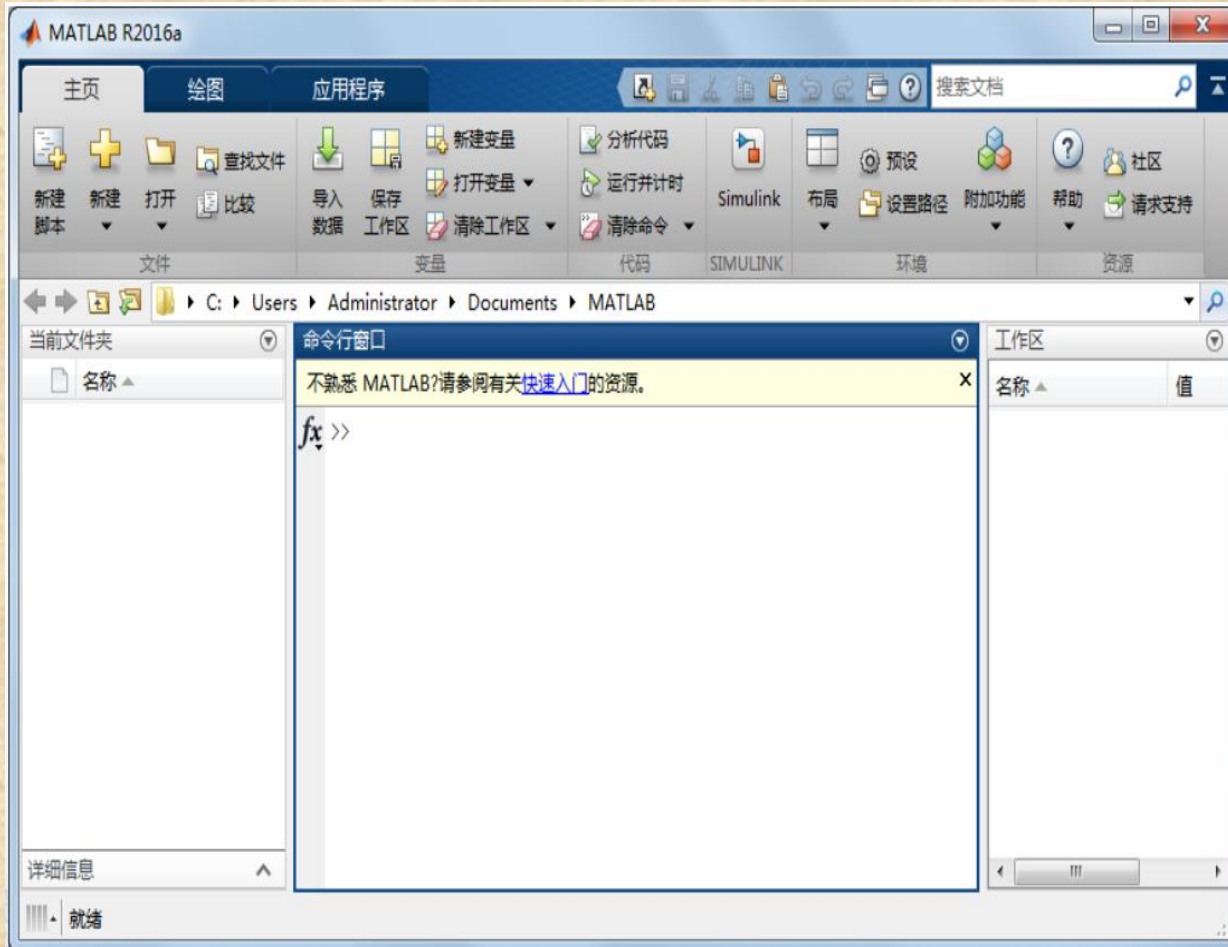 MATLAB R2016a
主页 绘图 应用程序 搜索文档
新建脚本 新建 打开 查找文件 比较
导入数据 保存工作区 新建变量 打开变量 清除工作区
分析代码 运行并计时 清除命令
Simulink
布局 预设 设置路径 附加功能
帮助 社区 请求支持
文件 变量 代码 SIMULINK 环境 资源
C: Users Administrator Documents MATLAB
当前文件夹 命令行窗口 工作区
名称
不熟悉 MATLAB?请参阅有关快速入门的资源。 X
名称 值
fx >>
详细信息
就绪